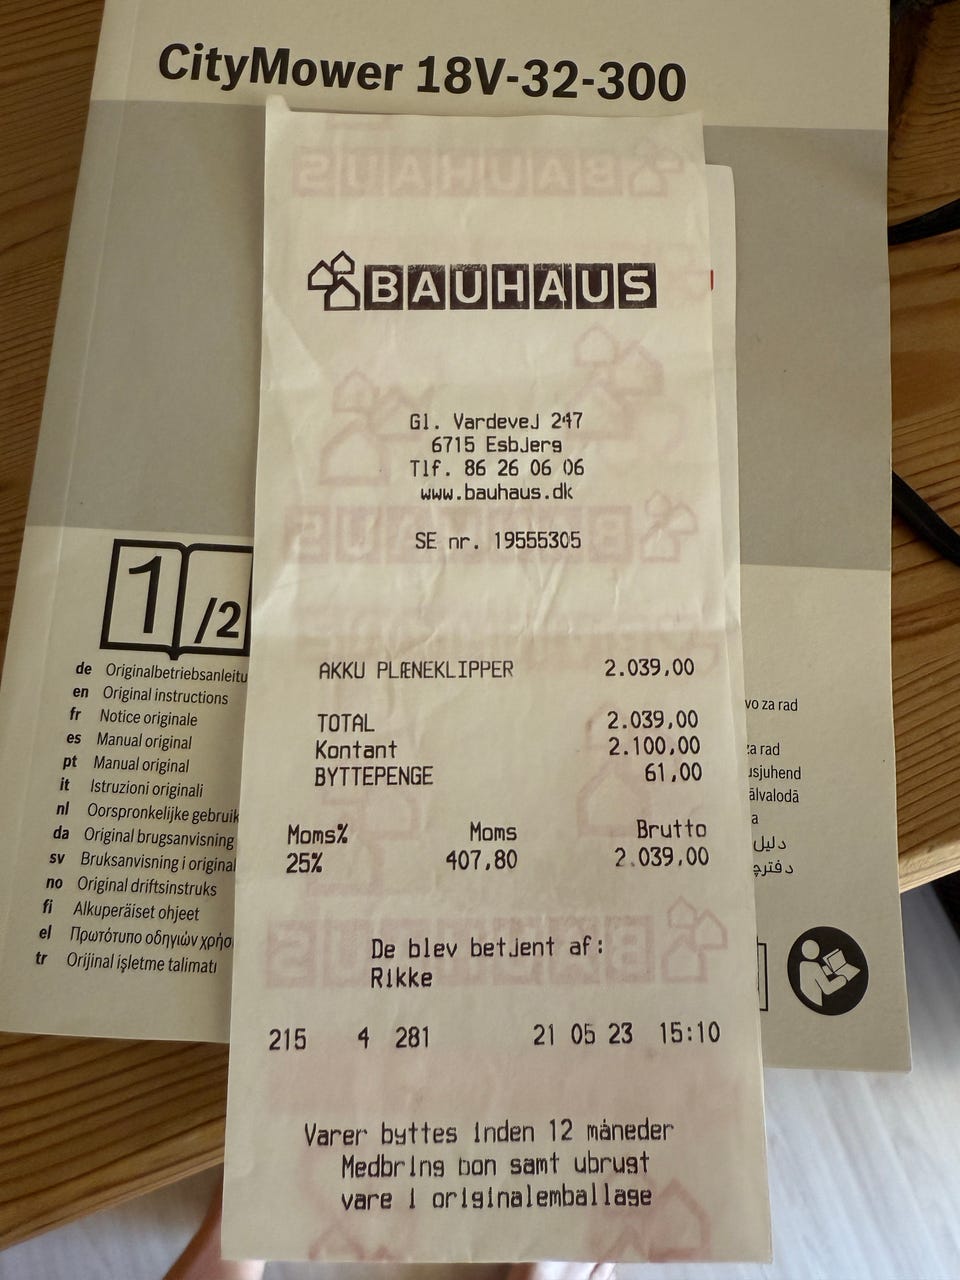 CityMower 18V-32-300
BAUHAUS
BAUHAUS
Gl. Vardevej 247
6715 Esbjerg
Tlf. 86 26 06 06
www.bauhaus.dk
SE nr. 19555305
AKKU PLÆNEKLIPPER 2.039,00
TOTAL 2.039,00
Kontant 2.100,00
BYTTEPENGE 61,00
Moms% Moms Brutto
25% 407,80 2.039,00
De blev betjent af:
Rikke
215 4 281 21 05 23 15:10
Varer byttes inden 12 måneder
Medbring bon samt ubrugt
vare i originalemballage
1/2
de Originalbetriebsanleitu
en Original instructions
fr Notice originale
es Manual original
pt Manual original
it Istruzioni originali
nl Oorspronkelijke gebruik
da Original brugsanvisning
sv Bruksanvisning i original
no Original driftsinstruks
fi Alkuperäiset ohjeet
el Πρωτότυπο οδηγιών χρήσ
tr Orijinal işletme talimatı
vo za rad
za rad
usjuhend
ālvalodā
a
دليل
دفترچ